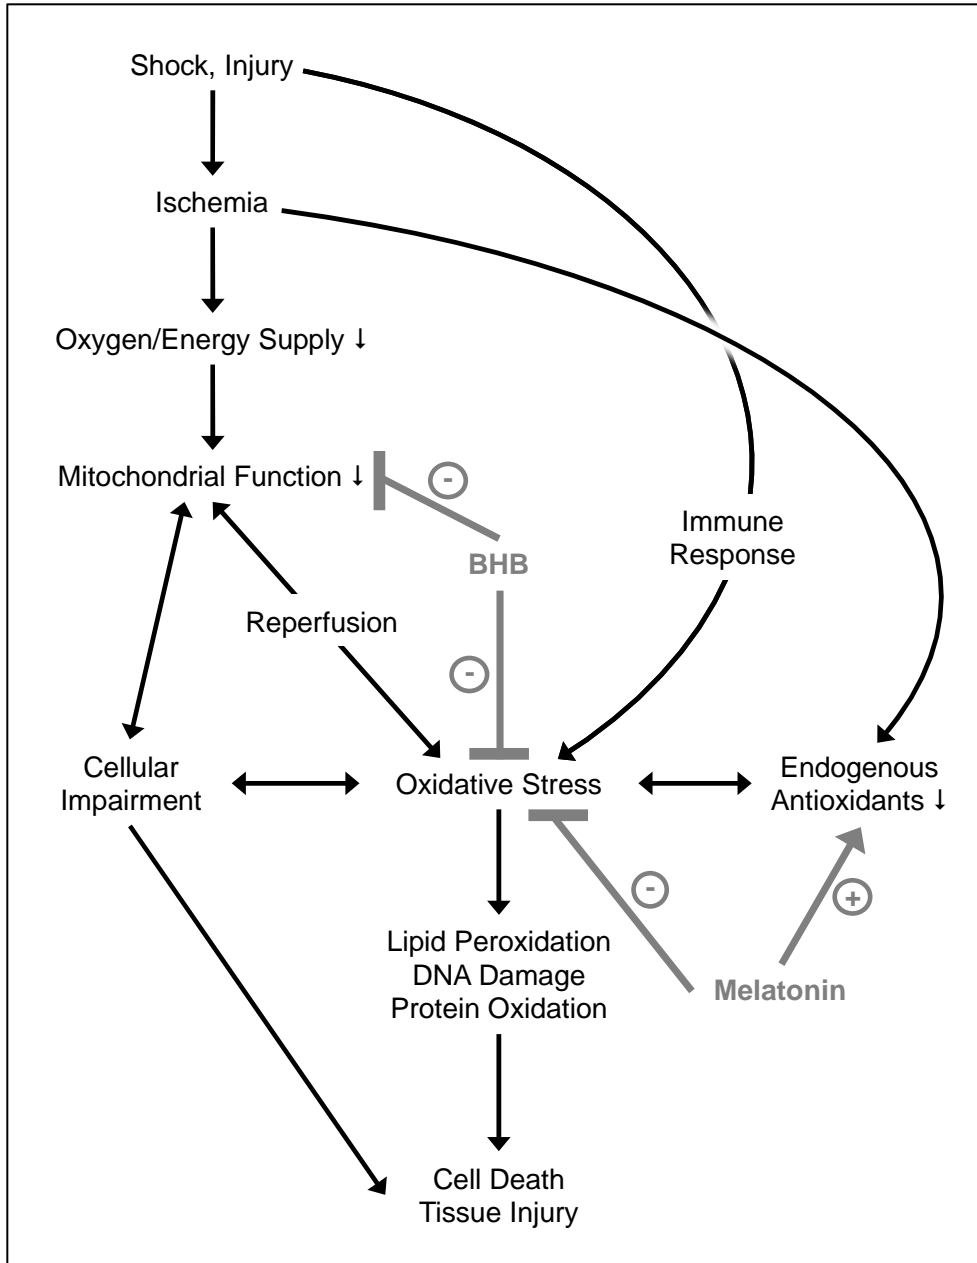 Shock, Injury
Ischemia
Oxygen/Energy Supply ↓
Mitochondrial Function ↓
-
BHB
Immune
Response
Reperfusion
-
Cellular
Impairment
Oxidative Stress
Endogenous
Antioxidants ↓
-
+
Lipid Peroxidation
DNA Damage
Protein Oxidation
Melatonin
Cell Death
Tissue Injury